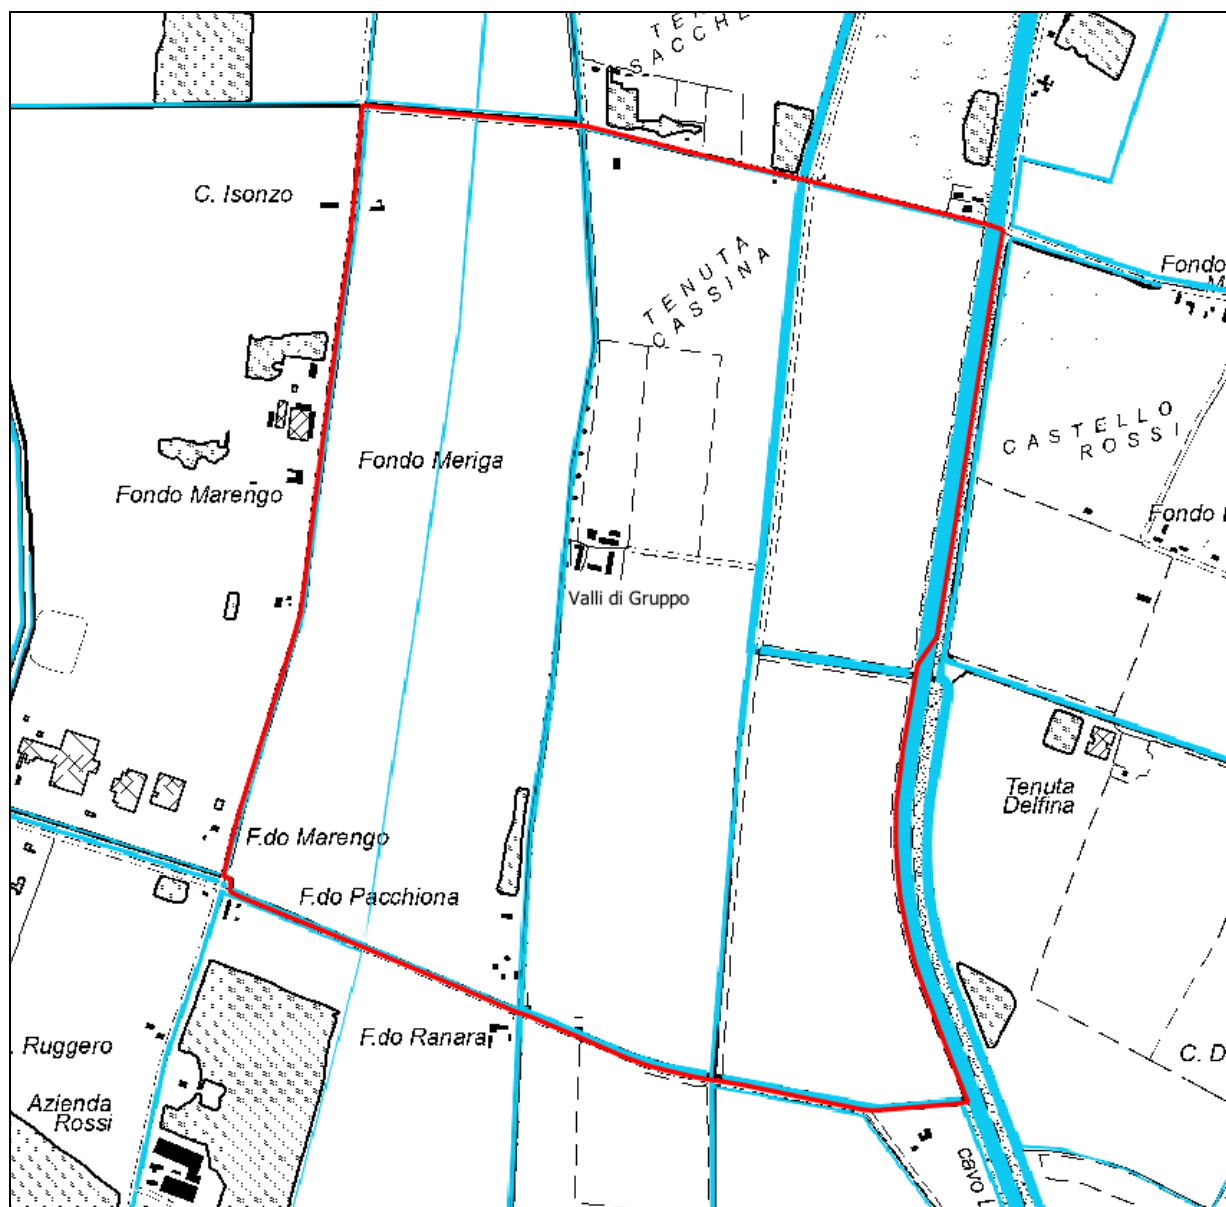 SACCHE
C. Isonzo
TENUTA
CASSINA
Fondo
CASTELLO
ROSSI
Fondo Meriga
Fondo Marengo
Fondo
Valli di Gruppo
Tenuta
Delfina
F.do Marengo
F.do Pacchiona
F.do Ranara
. Ruggero
C. D
Azienda
Rossi
cavo